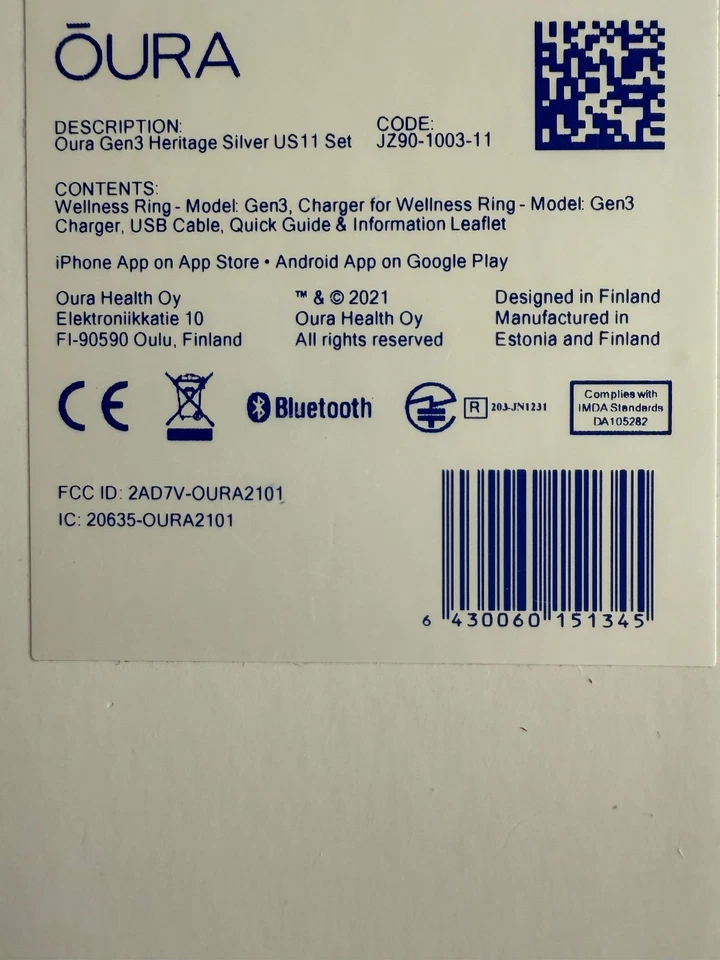 ŌURA
DESCRIPTION:
Oura Gen3 Heritage Silver US11 Set
CODE:
JZ90-1003-11
CONTENTS:
Wellness Ring - Model: Gen3, Charger for Wellness Ring - Model: Gen3
Charger, USB Cable, Quick Guide & Information Leaflet
iPhone App on App Store • Android App on Google Play
Oura Health Oy
Elektroniikkatie 10
FI-90590 Oulu, Finland
™ & © 2021
Oura Health Oy
All rights reserved
Designed in Finland
Manufactured in
Estonia and Finland
CE
Bluetooth
R 203-JN1231
Complies with
IMDA Standards
DA105282
FCC ID: 2AD7V-OURA2101
IC: 20635-OURA2101
6 430060 151345